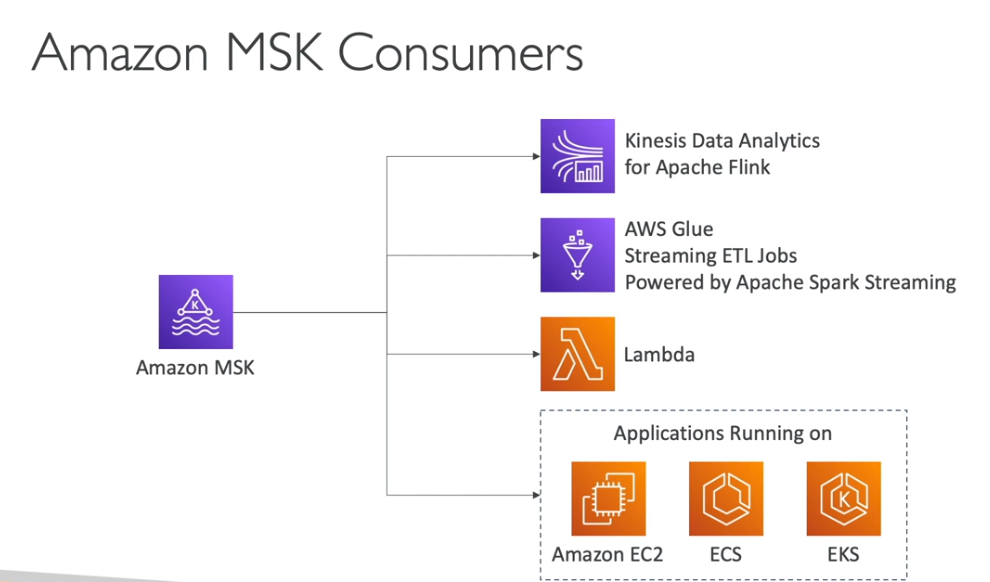 Amazon MSK Consumers
Kinesis Data Analytics
for Apache Flink
AWS Glue
Streaming ETL Jobs
Powered by Apache Spark Streaming
K
Amazon MSK
Lambda
Applications Running on
K
Amazon EC2
ECS
EKS